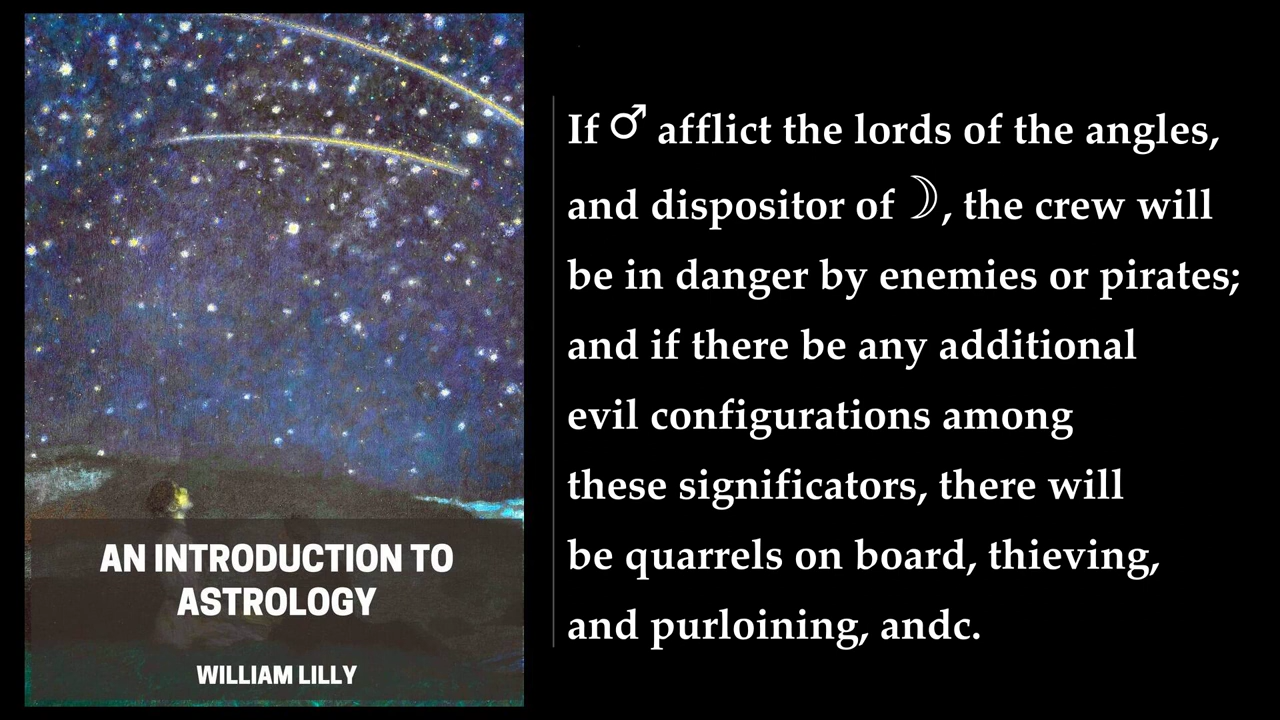 AN INTRODUCTION TO
ASTROLOGY
WILLIAM LILLY
If ♂ afflict the lords of the angles,
and dispositor of ☽, the crew will
be in danger by enemies or pirates;
and if there be any additional
evil configurations among
these significators, there will
be quarrels on board, thieving,
and purloining, andc.